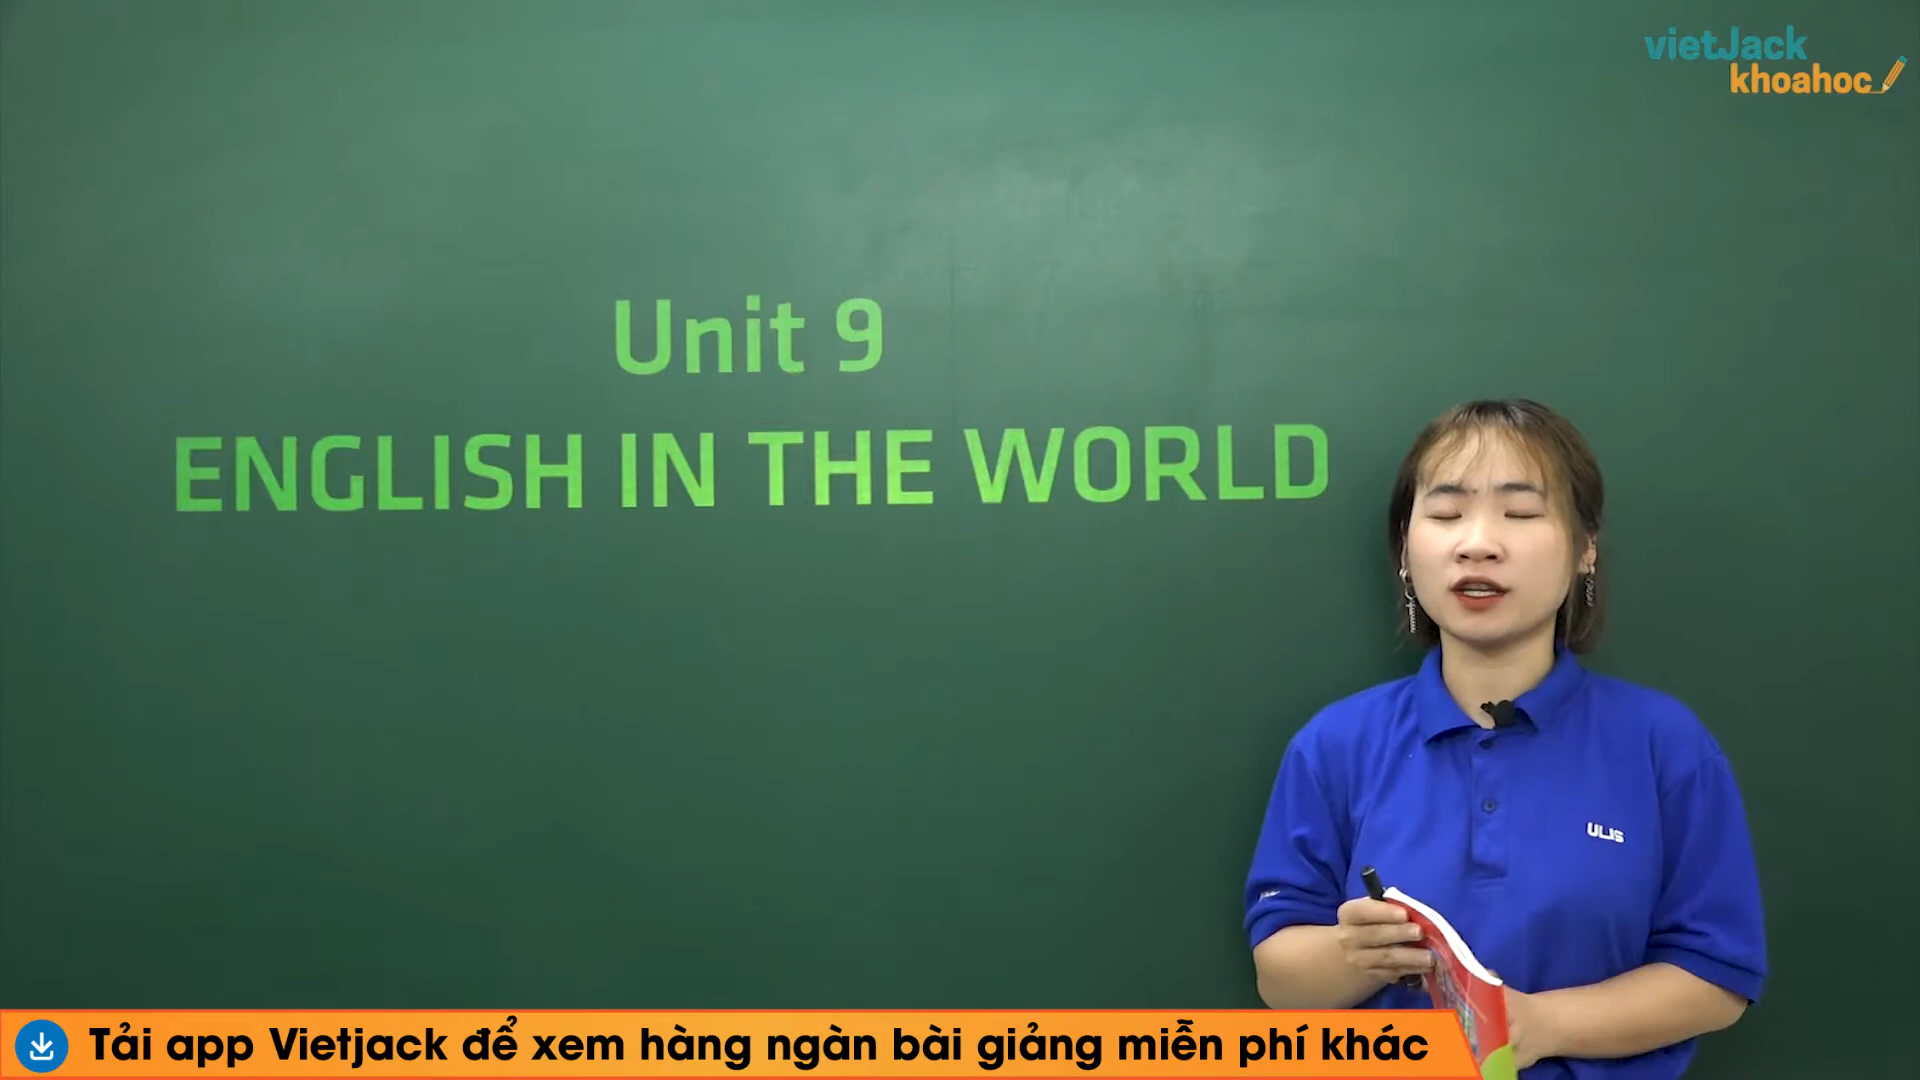 vietJack
khoahoc
Unit 9
ENGLISH IN THE WORLD
ULIS
Tải app Vietjack để xem hàng ngàn bài giảng miễn phí khác